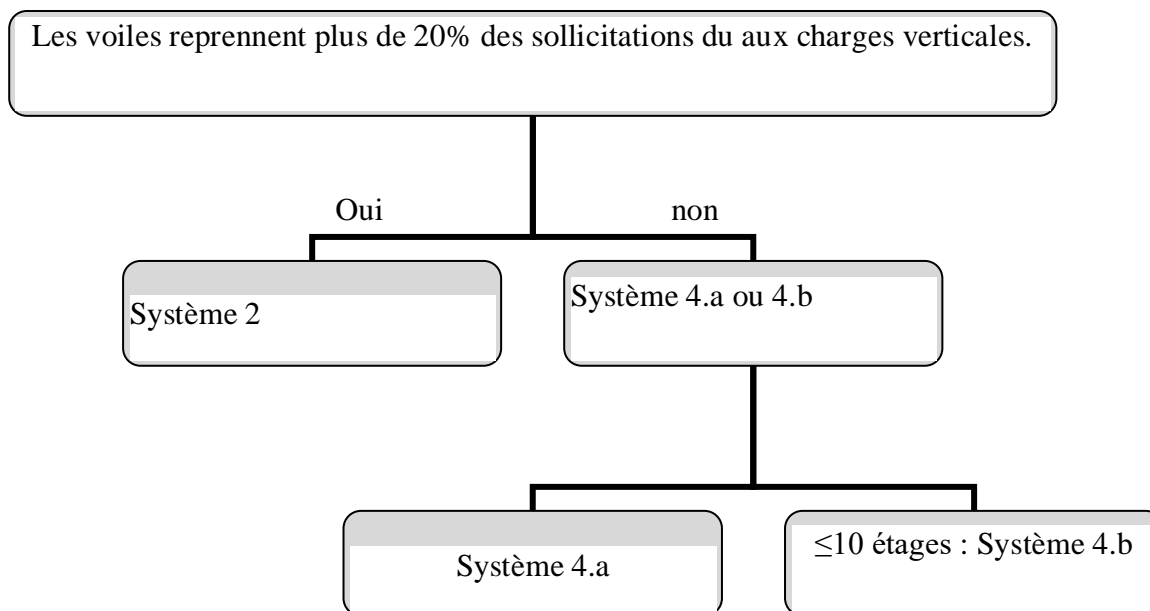 Les voiles reprennent plus de 20% des sollicitations du aux charges verticales.
Oui
non
Système 2
Système 4.a ou 4.b
Système 4.a
≤10 étages : Système 4.b